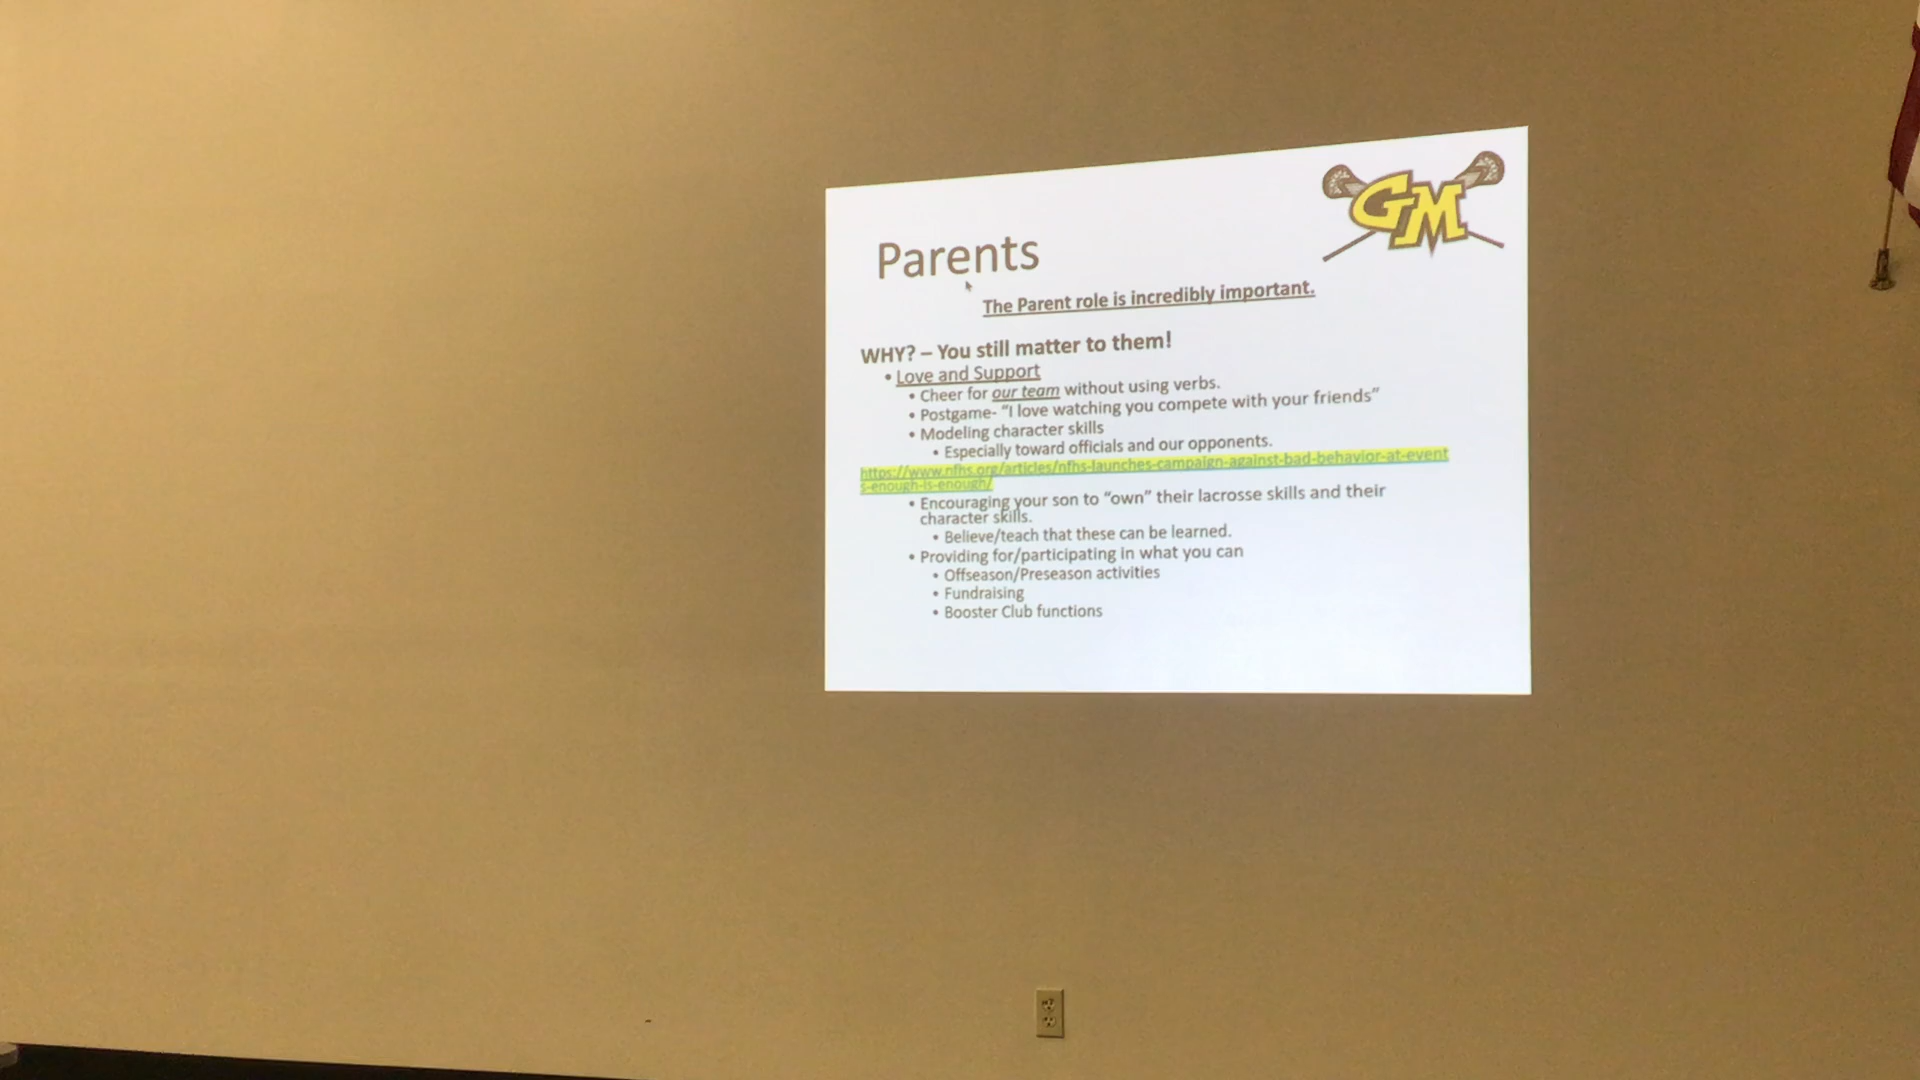 GM
Parents
The Parent role is incredibly important.
WHY? – You still matter to them!
• Love and Support
• Cheer for our team without using verbs.
• Postgame- “I love watching you compete with your friends”
• Modeling character skills
• Especially toward officials and our opponents.
https://www.nfhs.org/articles/nfhs-launches-campaign-against-bad-behavior-at-event
s-enough-is-enough/
• Encouraging your son to “own” their lacrosse skills and their
character skills.
• Believe/teach that these can be learned.
• Providing for/participating in what you can
• Offseason/Preseason activities
• Fundraising
• Booster Club functions